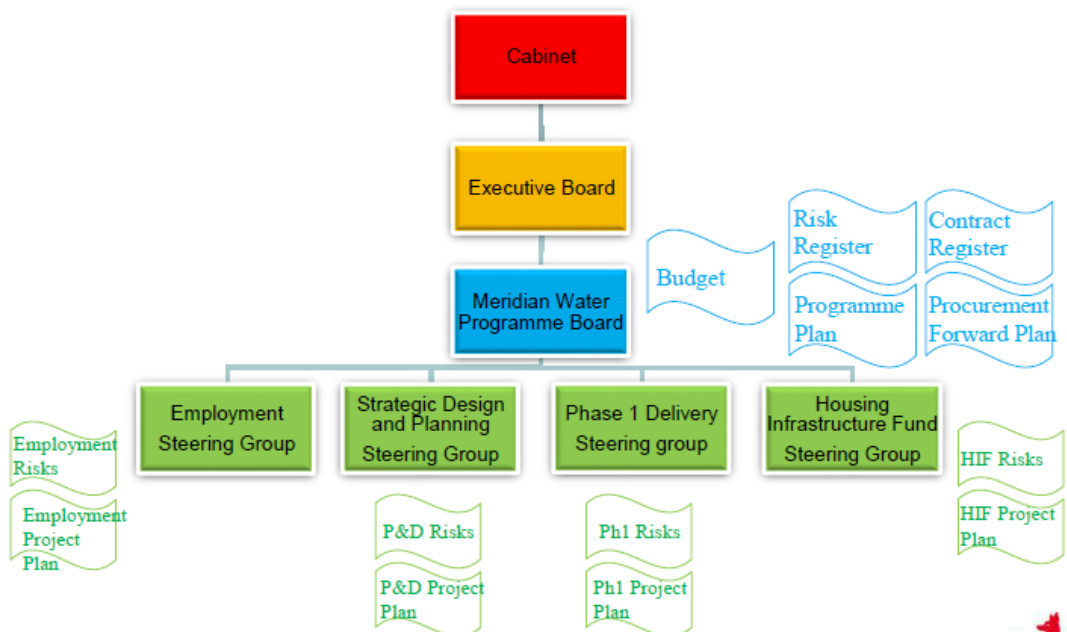 Cabinet
Executive Board
Meridian Water
Programme Board
Budget
Risk
Register
Contract
Register
Programme
Plan
Procurement
Forward Plan
Employment
Steering Group
Strategic Design
and Planning
Steering Group
Phase 1 Delivery
Steering group
Housing
Infrastructure Fund
Steering Group
Employment
Risks
Employment
Project
Plan
P&D Risks
P&D Project
Plan
Ph1 Risks
Ph1 Project
Plan
HIF Risks
HIF Project
Plan